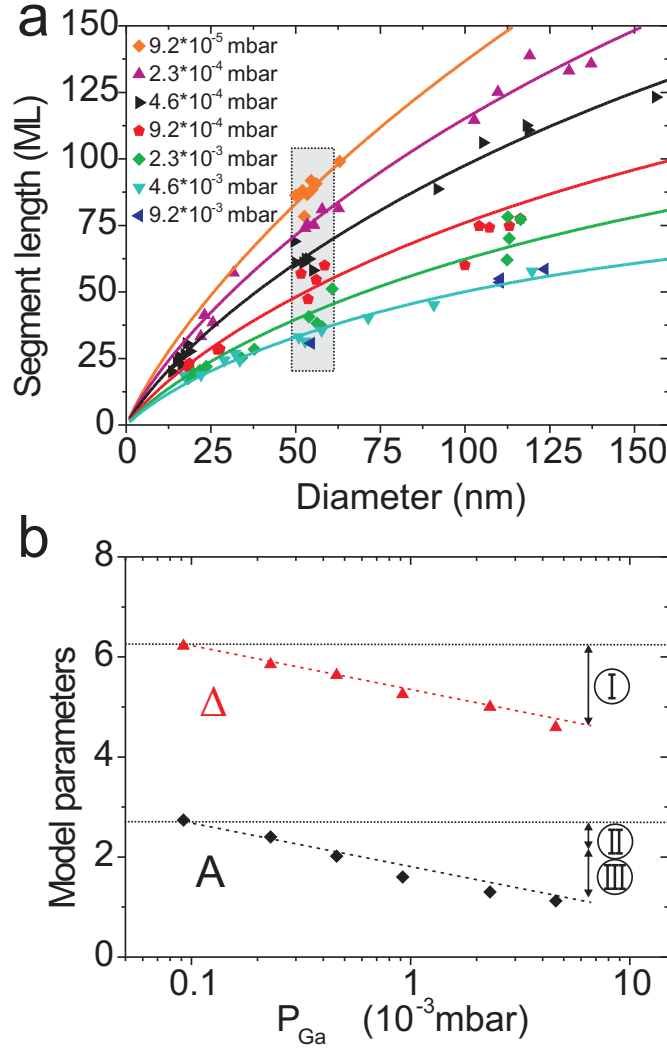 a
150
125
100
75
50
25
0
Segment length (ML)
9.2*10-5 mbar
2.3*10-4 mbar
4.6*10-4 mbar
9.2*10-4 mbar
2.3*10-3 mbar
4.6*10-3 mbar
9.2*10-3 mbar
0 25 50 75 100 125 150
Diameter (nm)
b
8
6
4
2
0
Model parameters
Δ
A
I
II
III
0.1 1 10
PGa (10-3mbar)